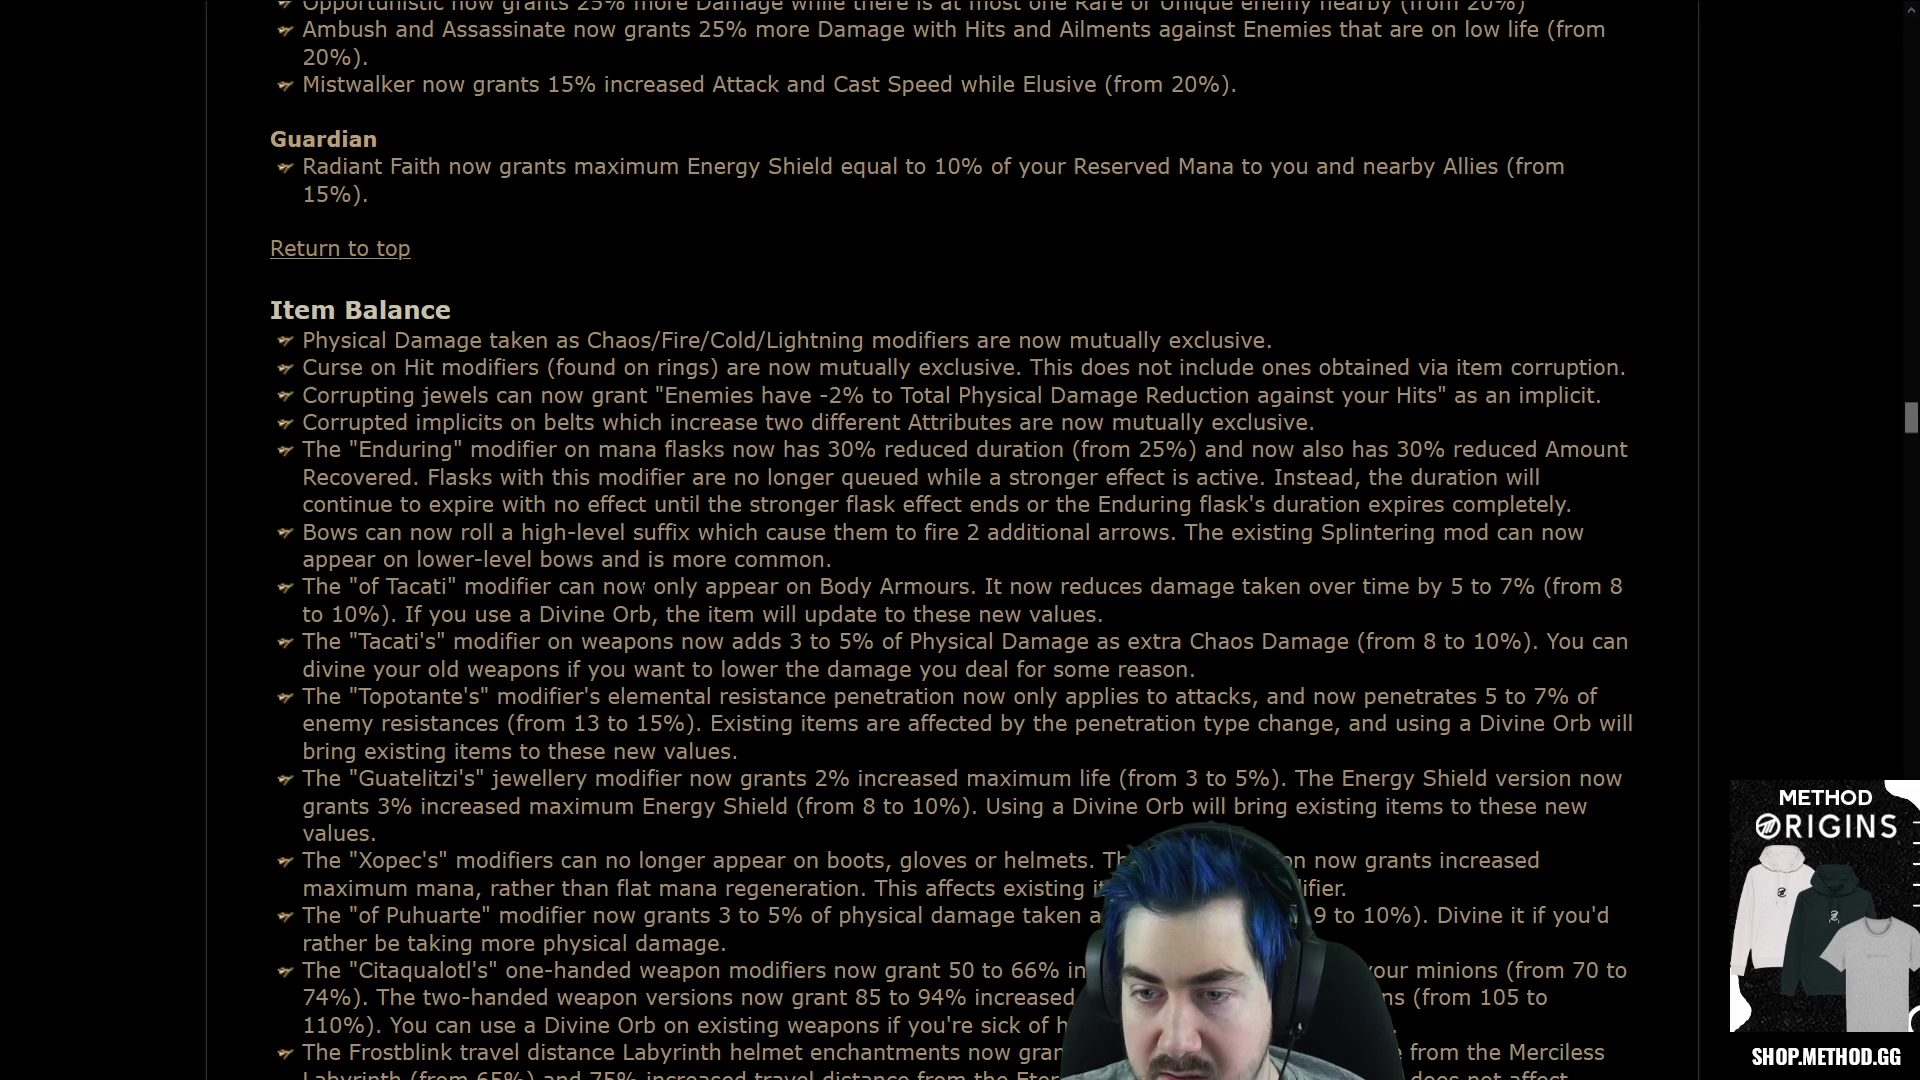 Opportunistic now grants 25% more Damage while there is at most one Rare or Unique enemy nearby (from 20%)
Ambush and Assassinate now grants 25% more Damage with Hits and Ailments against Enemies that are on low life (from
20%).
Mistwalker now grants 15% increased Attack and Cast Speed while Elusive (from 20%).
Guardian
Radiant Faith now grants maximum Energy Shield equal to 10% of your Reserved Mana to you and nearby Allies (from
15%).
Return to top
Item Balance
Physical Damage taken as Chaos/Fire/Cold/Lightning modifiers are now mutually exclusive.
Curse on Hit modifiers (found on rings) are now mutually exclusive. This does not include ones obtained via item corruption.
Corrupting jewels can now grant "Enemies have -2% to Total Physical Damage Reduction against your Hits" as an implicit.
Corrupted implicits on belts which increase two different Attributes are now mutually exclusive.
The "Enduring" modifier on mana flasks now has 30% reduced duration (from 25%) and now also has 30% reduced Amount
Recovered. Flasks with this modifier are no longer queued while a stronger effect is active. Instead, the duration will
continue to expire with no effect until the stronger flask effect ends or the Enduring flask's duration expires completely.
Bows can now roll a high-level suffix which cause them to fire 2 additional arrows. The existing Splintering mod can now
appear on lower-level bows and is more common.
The "of Tacati" modifier can now only appear on Body Armours. It now reduces damage taken over time by 5 to 7% (from 8
to 10%). If you use a Divine Orb, the item will update to these new values.
The "Tacati's" modifier on weapons now adds 3 to 5% of Physical Damage as extra Chaos Damage (from 8 to 10%). You can
divine your old weapons if you want to lower the damage you deal for some reason.
The "Topotante's" modifier's elemental resistance penetration now only applies to attacks, and now penetrates 5 to 7% of
enemy resistances (from 13 to 15%). Existing items are affected by the penetration type change, and using a Divine Orb will
bring existing items to these new values.
The "Guatelitzi's" jewellery modifier now grants 2% increased maximum life (from 3 to 5%). The Energy Shield version now
grants 3% increased maximum Energy Shield (from 8 to 10%). Using a Divine Orb will bring existing items to these new
values.
The "Xopec's" modifiers can no longer appear on boots, gloves or helmets. now grants increased
maximum mana, rather than flat mana regeneration. This affects existing
The "of Puhuarte" modifier now grants 3 to 5% of physical damage taken 9 to 10%). Divine it if you'd
rather be taking more physical damage.
The "Citaqualotl's" one-handed weapon modifiers now grant 50 to 66% your minions (from 70 to
74%). The two-handed weapon versions now grant 85 to 94% increased (from 105 to
110%). You can use a Divine Orb on existing weapons if you're sick of
The Frostblink travel distance Labyrinth helmet enchantments now from the Merciless
Labyrinth (from 65%) and 75% increased travel distance from the does not affect
METHOD
ORIGINS
SHOP.METHOD.GG